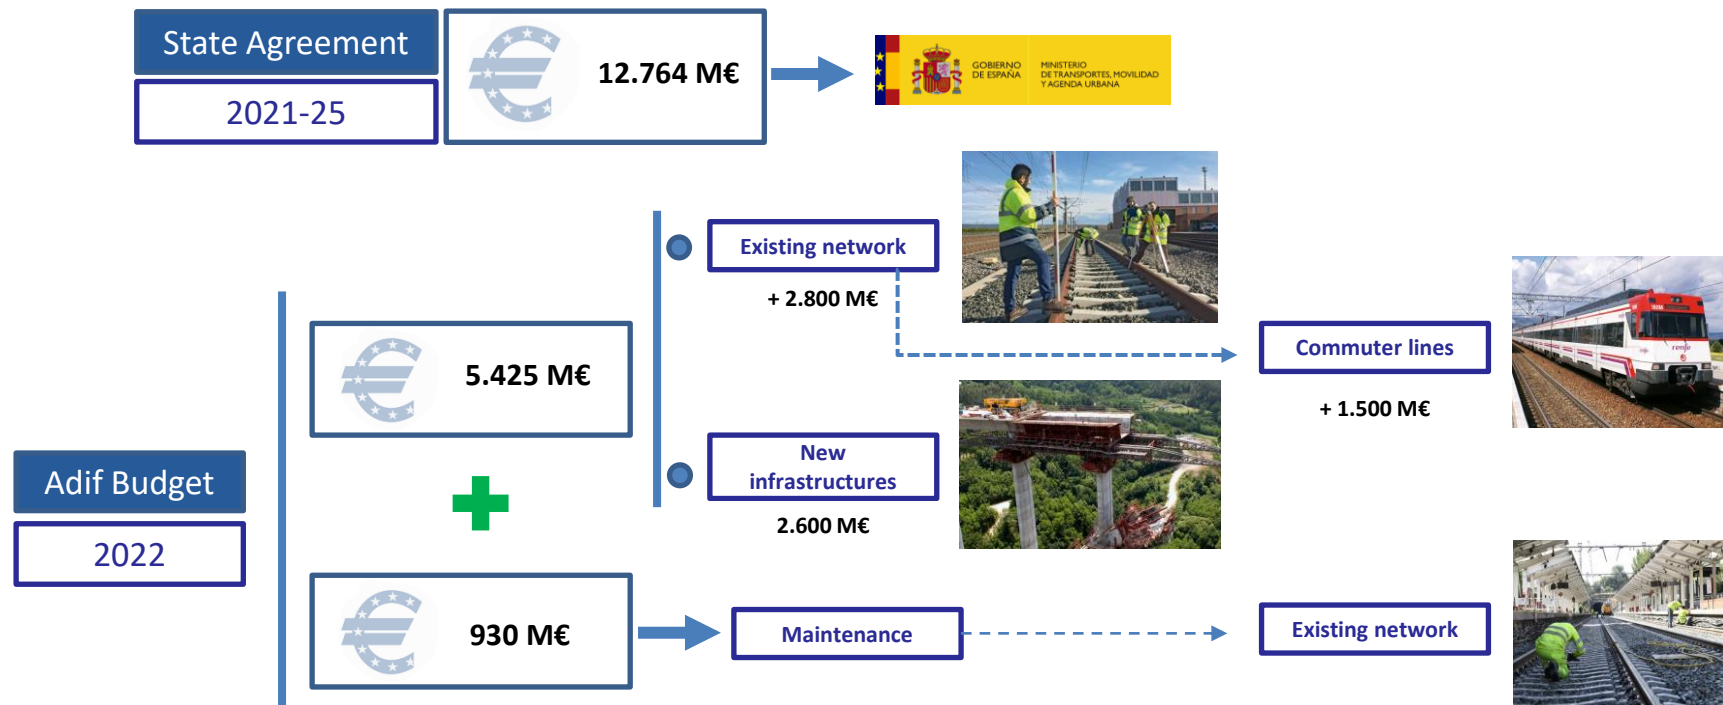 State Agreement
2021-25
12.764 M€
GOBIERNO
DE ESPAÑA
MINISTERIO
DE TRANSPORTES, MOVILIDAD
Y AGENDA URBANA
Existing network
+ 2.800 M€
Commuter lines
+ 1.500 M€
renfe
5.425 M€
New
infrastructures
2.600 M€
Adif Budget
2022
930 M€
Maintenance
Existing network